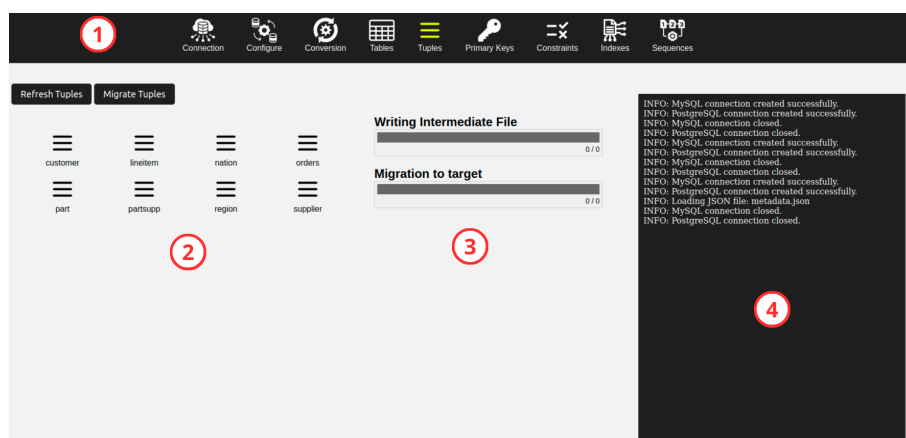 1
Connection Configure Conversion Tables Tuples Primary Keys Constraints Indexes Sequences
Refresh Tuples Migrate Tuples
customer lineitem nation orders
part partsupp region supplier
2
Writing Intermediate File
0 / 0
Migration to target
0 / 0
3
INFO: MySQL connection created successfully.
INFO: PostgreSQL connection created successfully.
INFO: MySQL connection closed.
INFO: PostgreSQL connection closed.
INFO: MySQL connection created successfully.
INFO: PostgreSQL connection created successfully.
INFO: MySQL connection closed.
INFO: PostgreSQL connection closed.
INFO: MySQL connection created successfully.
INFO: PostgreSQL connection created successfully.
INFO: Loading JSON file: metadata.json
INFO: MySQL connection closed.
INFO: PostgreSQL connection closed.
4